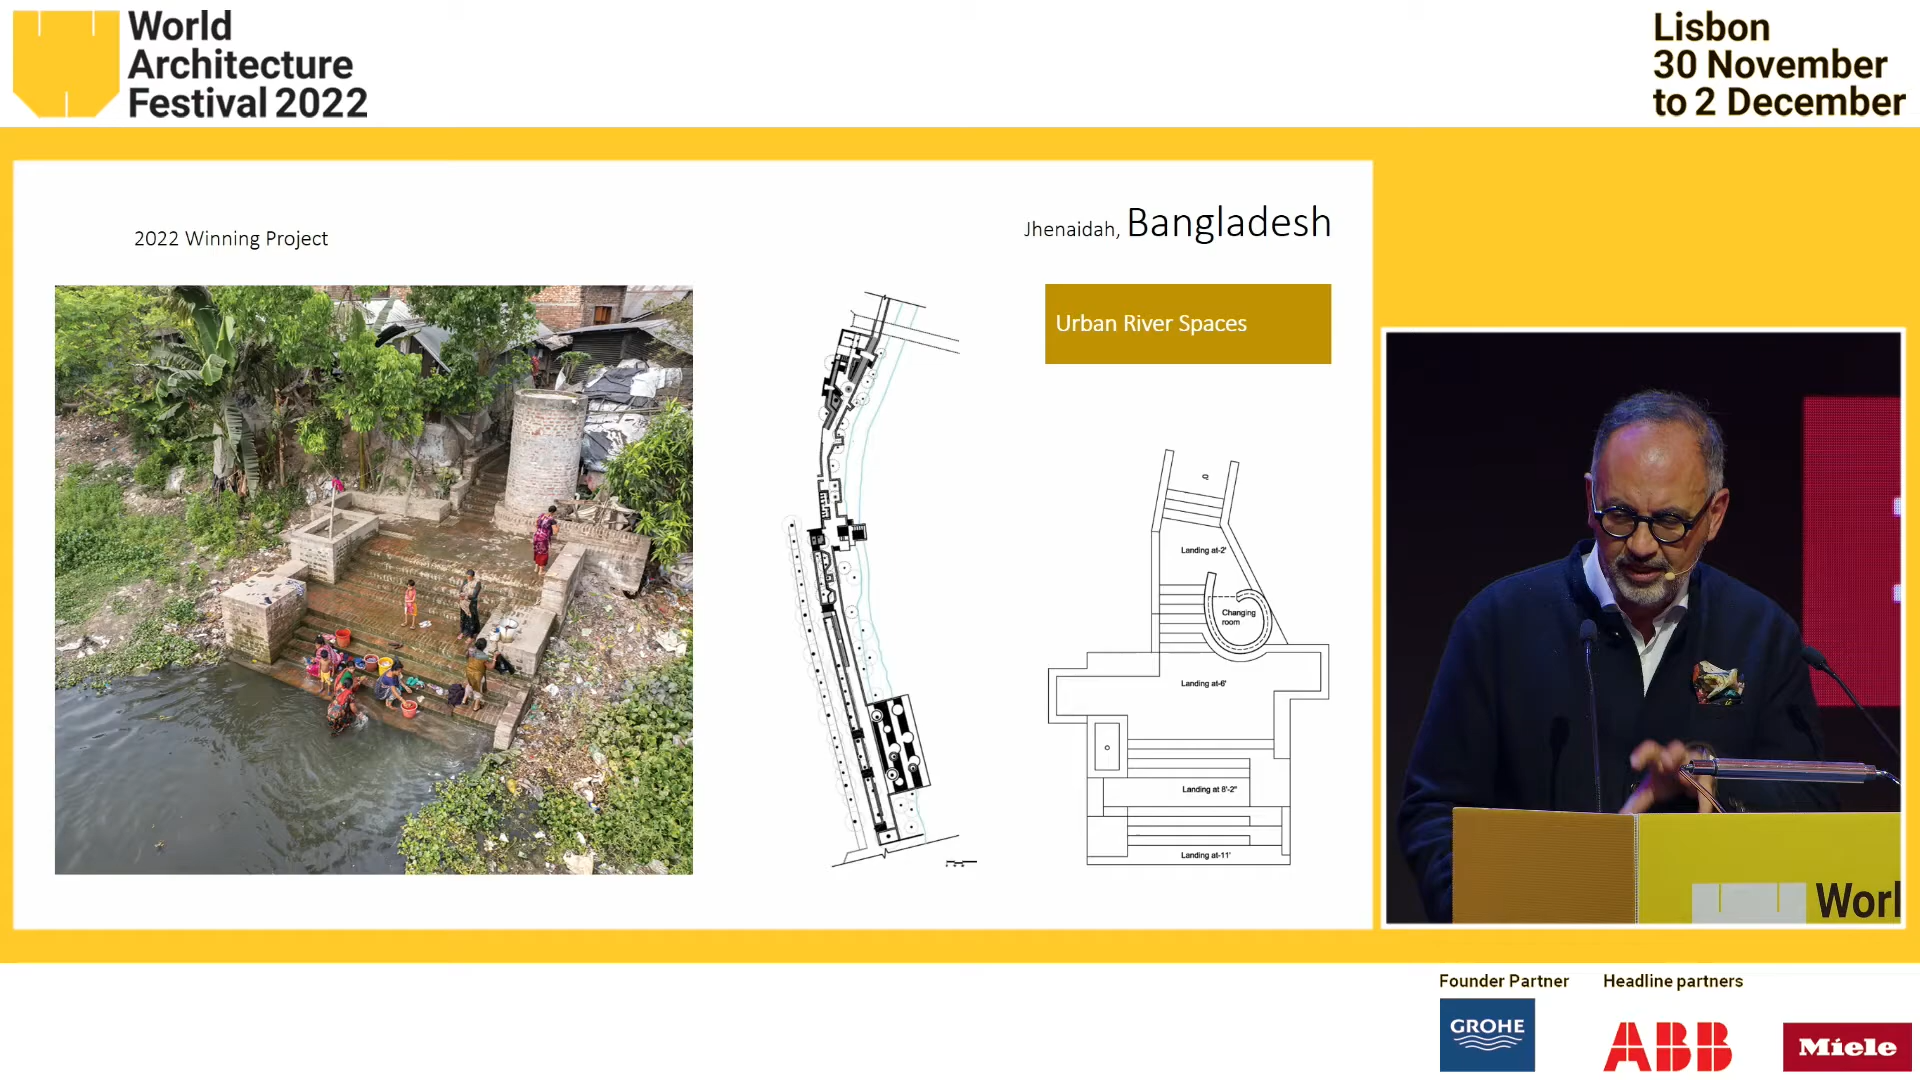 World
Architecture
Festival 2022
Lisbon
30 November
to 2 December
2022 Winning Project
Jhenaidah, Bangladesh
Urban River Spaces
Landing at-2'
Changing
room
Landing at-6'
Landing at 8'-2"
Landing at-11'
Worl
Founder Partner
Headline partners
GROHE
ABB
Miele